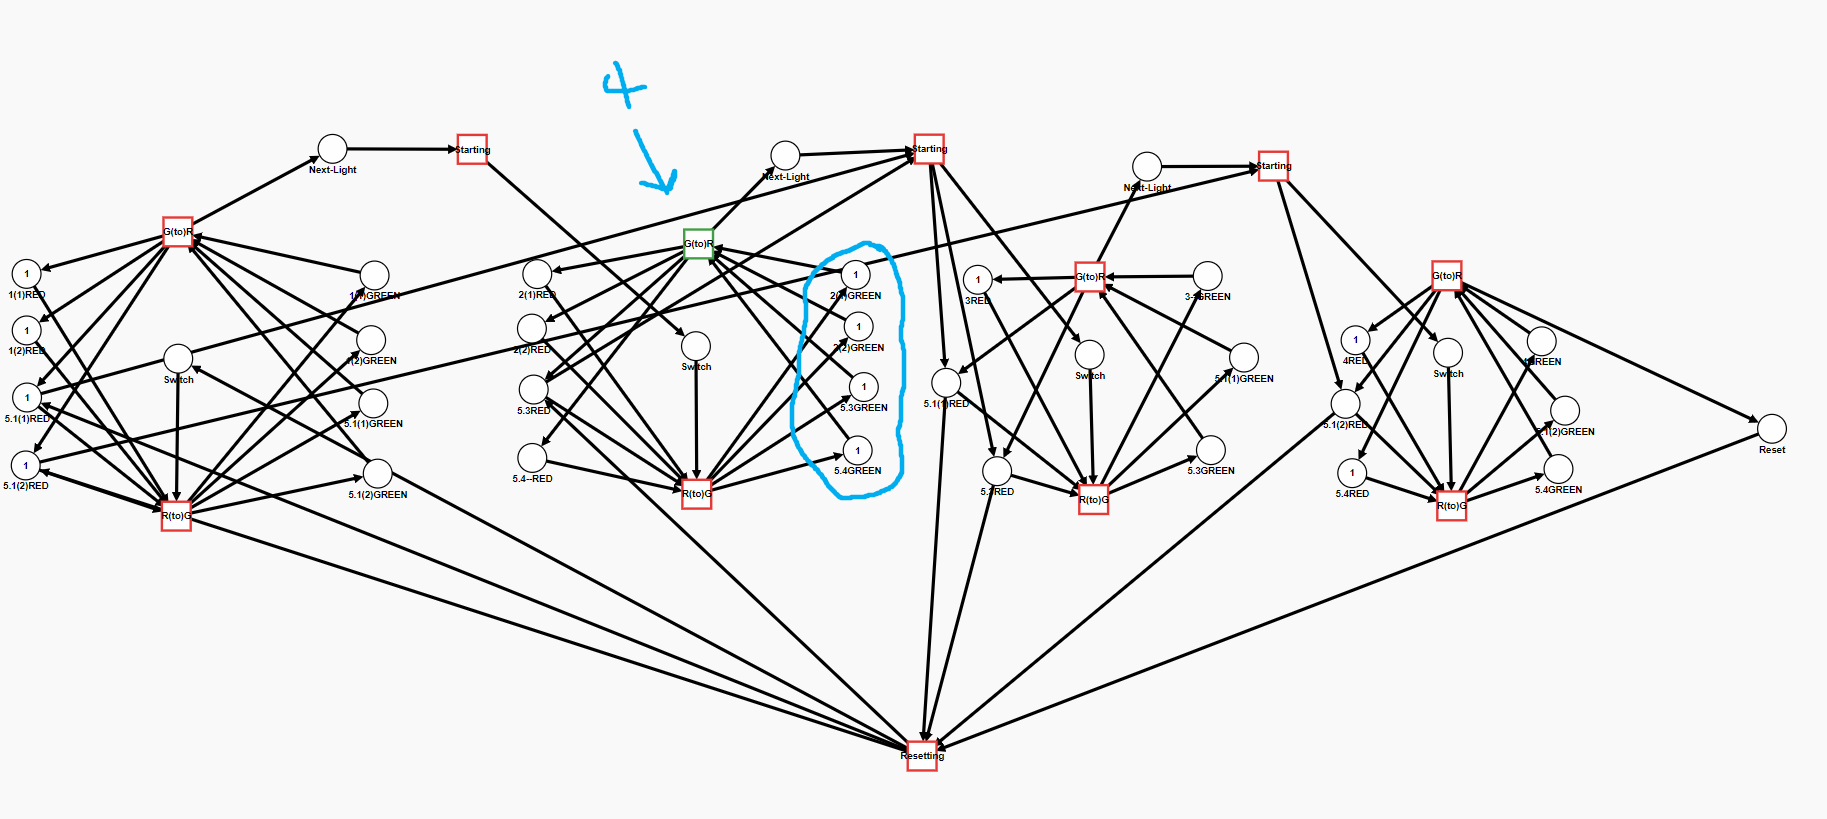 4
Next-Light
Starting
Next-Light
Starting
Next-Light
Starting
G(to)R
1
1(1)RED
1
1(2)RED
1
5.1(1)RED
1
5.1(2)RED
Switch
R(to)G
1(1)GREEN
1(2)GREEN
5.1(1)GREEN
5.1(2)GREEN
G(to)R
2(1)RED
2(2)RED
5.3RED
5.4--RED
Switch
R(to)G
1
2(1)GREEN
1
2(2)GREEN
1
5.3GREEN
1
5.4GREEN
G(to)R
1
3RED
5.1(1)RED
Switch
R(to)G
5.1(1)GREEN
5.3GREEN
G(to)R
1
4RED
5.1(2)RED
1
5.4RED
Switch
R(to)G
5.1(2)GREEN
5.4GREEN
Reset
Resetting